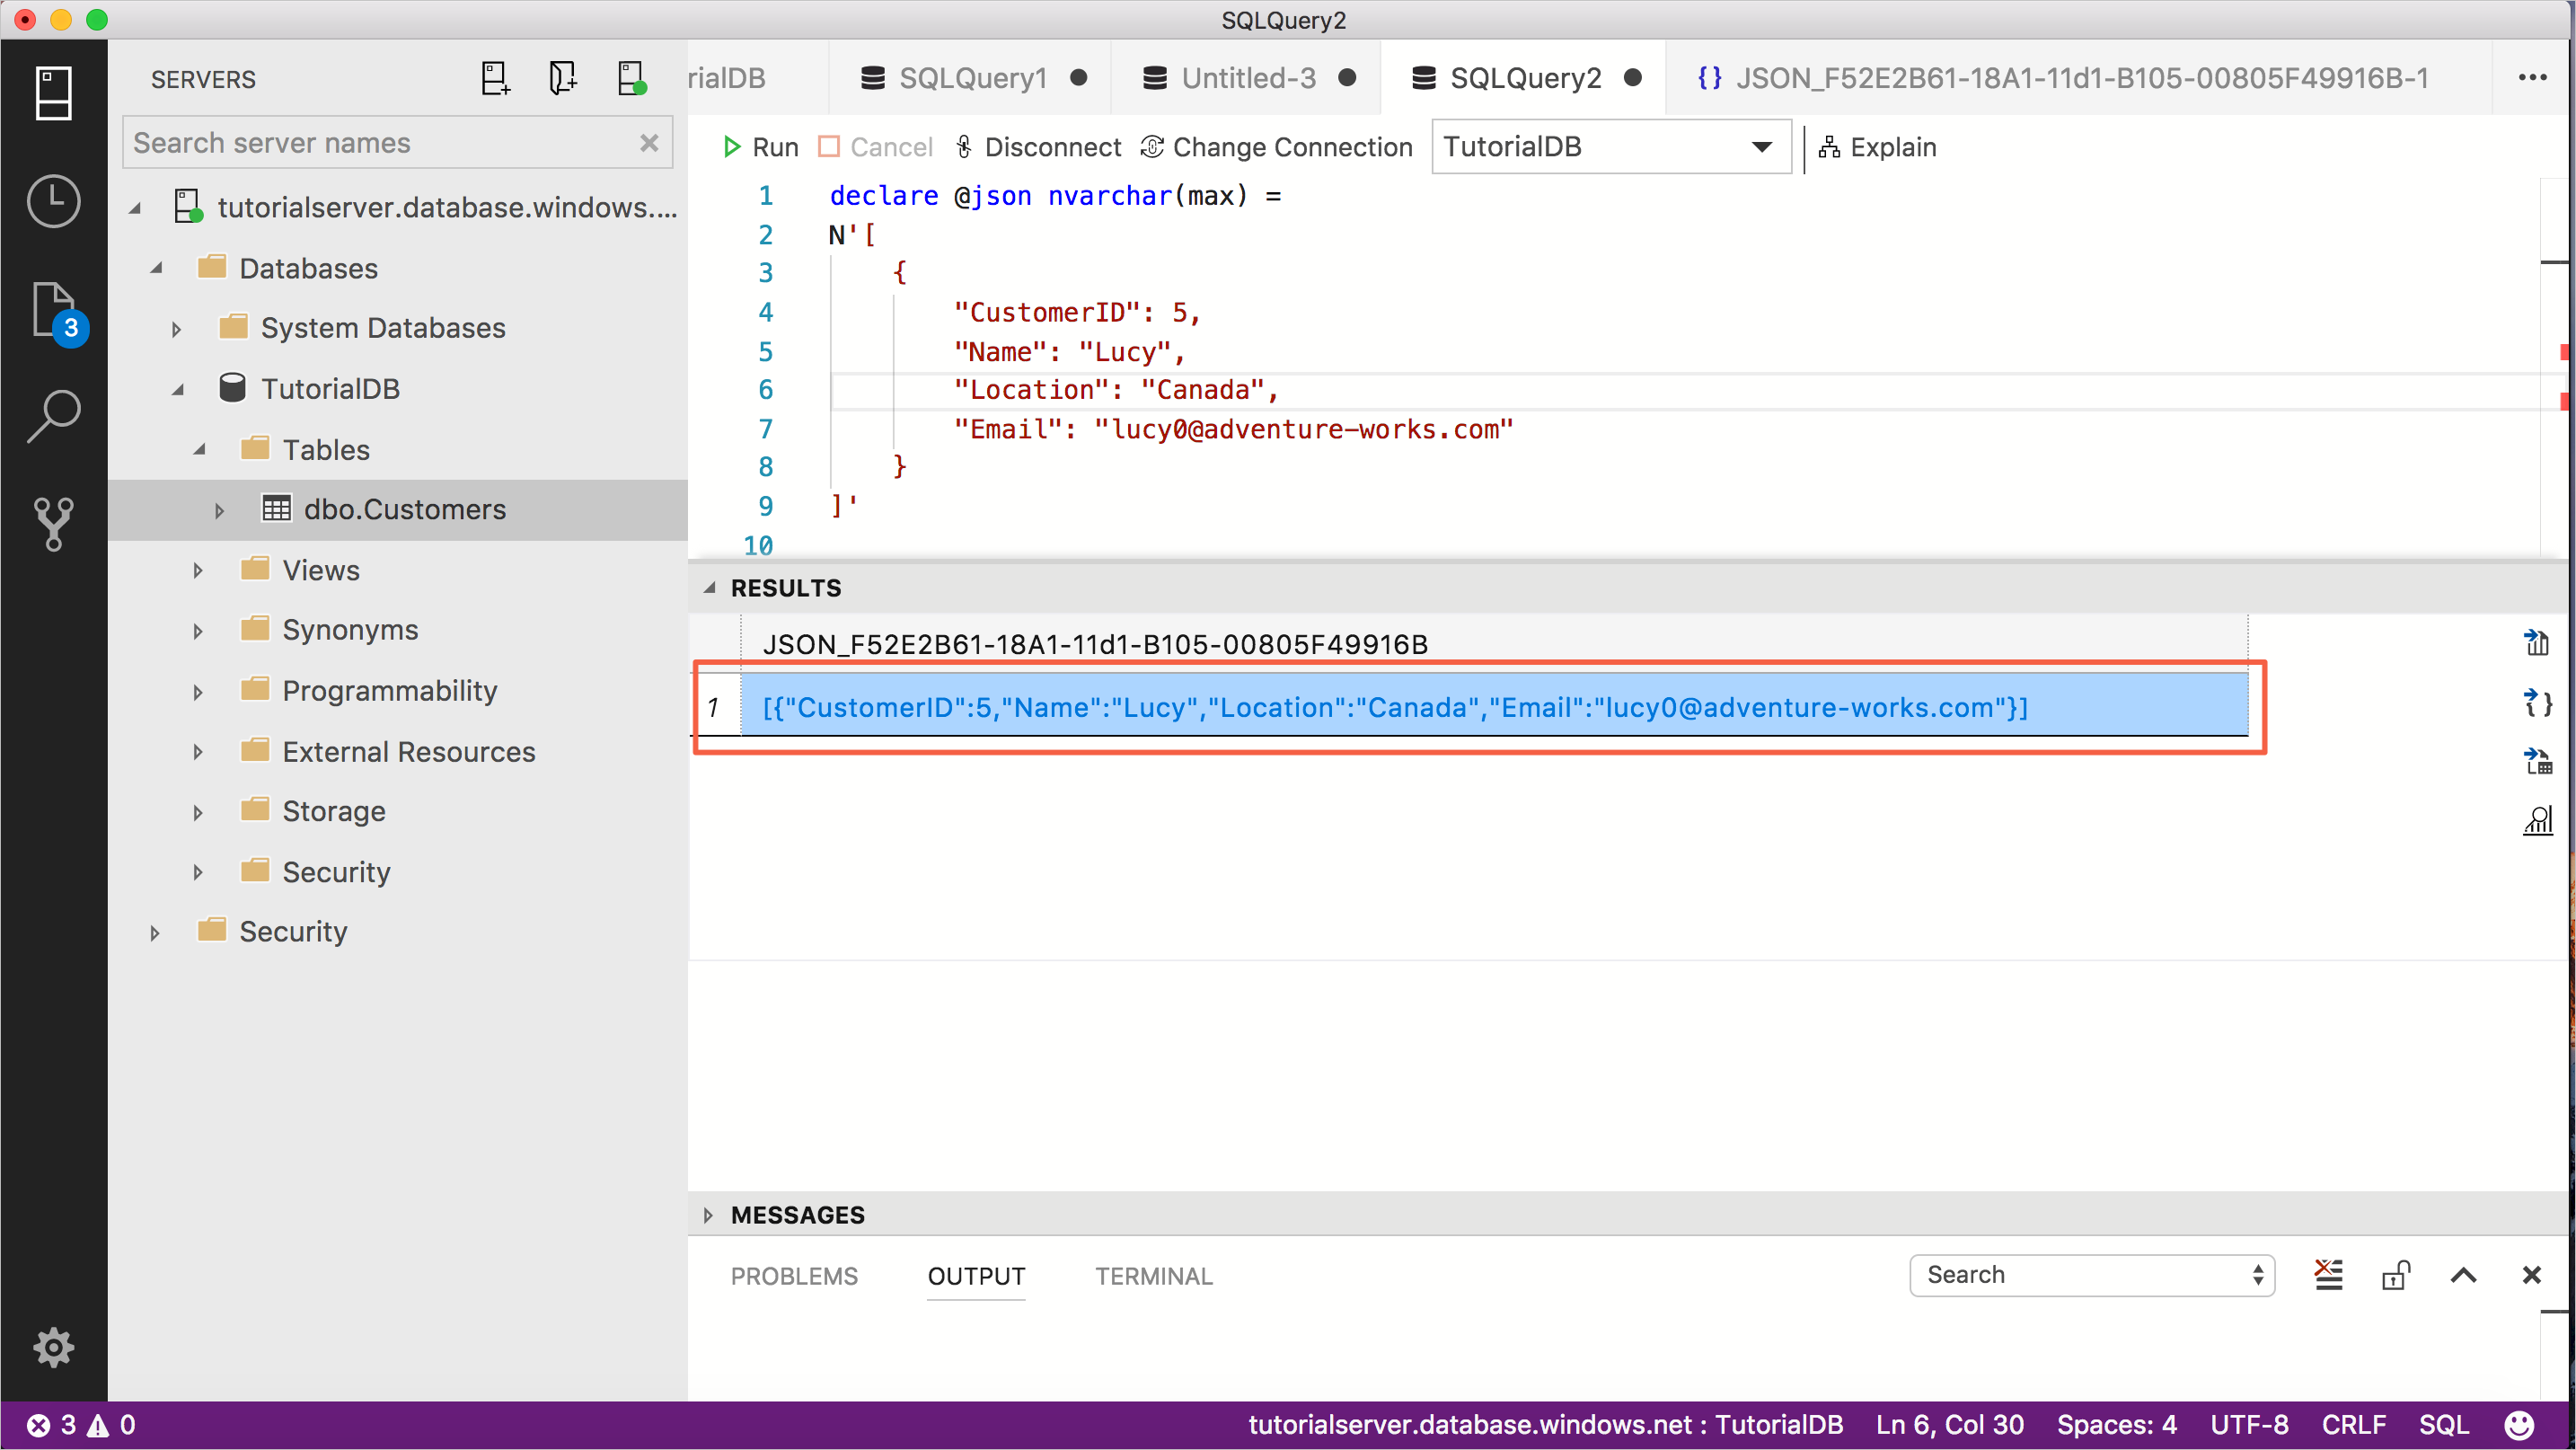 SQLQuery2
SERVERS
Search server names
tutorialserver.database.windows....
Databases
System Databases
TutorialDB
Tables
dbo.Customers
Views
Synonyms
Programmability
External Resources
Storage
Security
Security
3
rialDB
SQLQuery1
Untitled-3
SQLQuery2
{} JSON_F52E2B61-18A1-11d1-B105-00805F49916B-1
Run Cancel Disconnect Change Connection TutorialDB Explain
1 declare @json nvarchar(max) =
2 N'[
3 {
4 "CustomerID": 5,
5 "Name": "Lucy",
6 "Location": "Canada",
7 "Email": "lucy0@adventure-works.com"
8 }
9 ]'
10
RESULTS
JSON_F52E2B61-18A1-11d1-B105-00805F49916B
1 [{"CustomerID":5,"Name":"Lucy","Location":"Canada","Email":"lucy0@adventure-works.com"}]
MESSAGES
PROBLEMS OUTPUT TERMINAL Search
3 0 tutorialserver.database.windows.net : TutorialDB Ln 6, Col 30 Spaces: 4 UTF-8 CRLF SQL